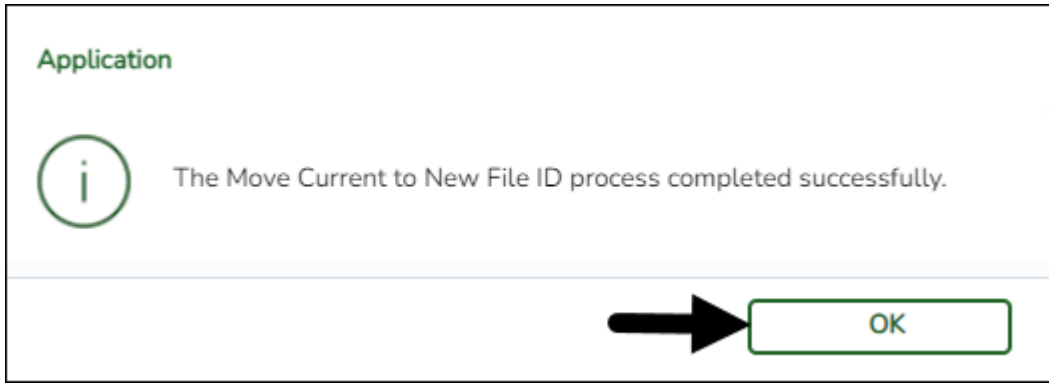 Application
The Move Current to New File ID process completed successfully.
OK